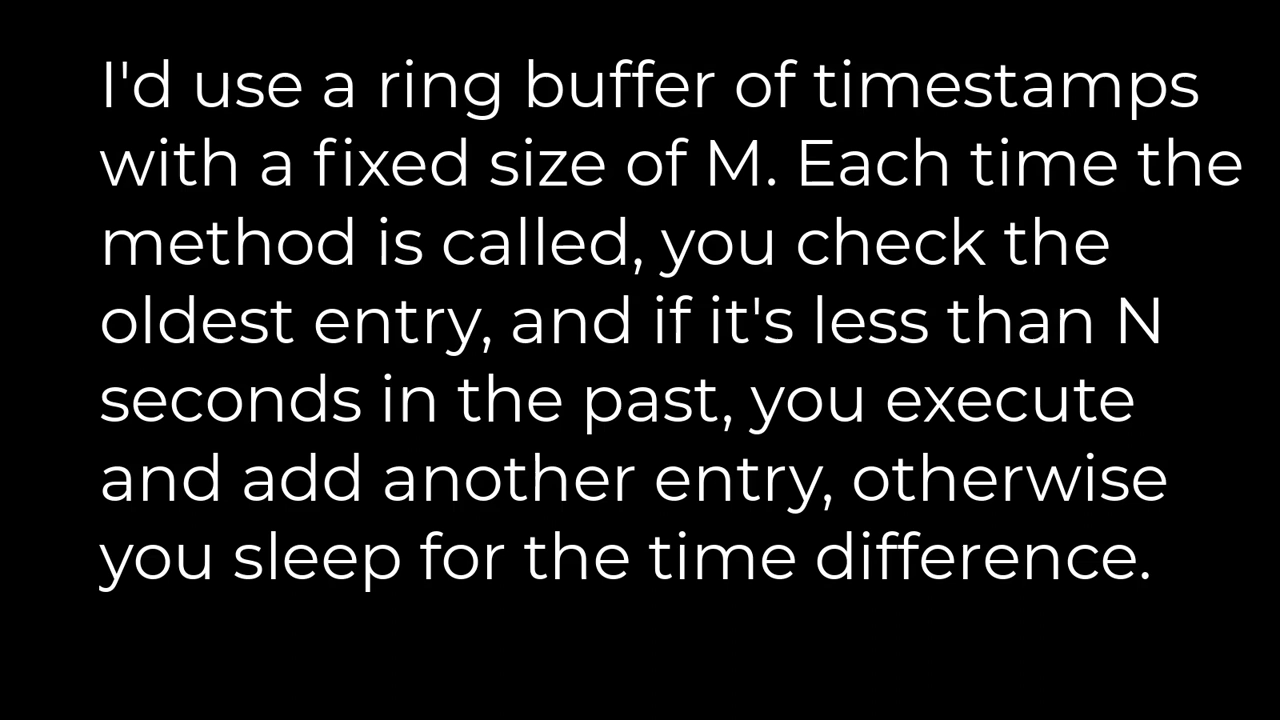 I'd use a ring buffer of timestamps
with a fixed size of M. Each time the
method is called, you check the
oldest entry, and if it's less than N
seconds in the past, you execute
and add another entry, otherwise
you sleep for the time difference.